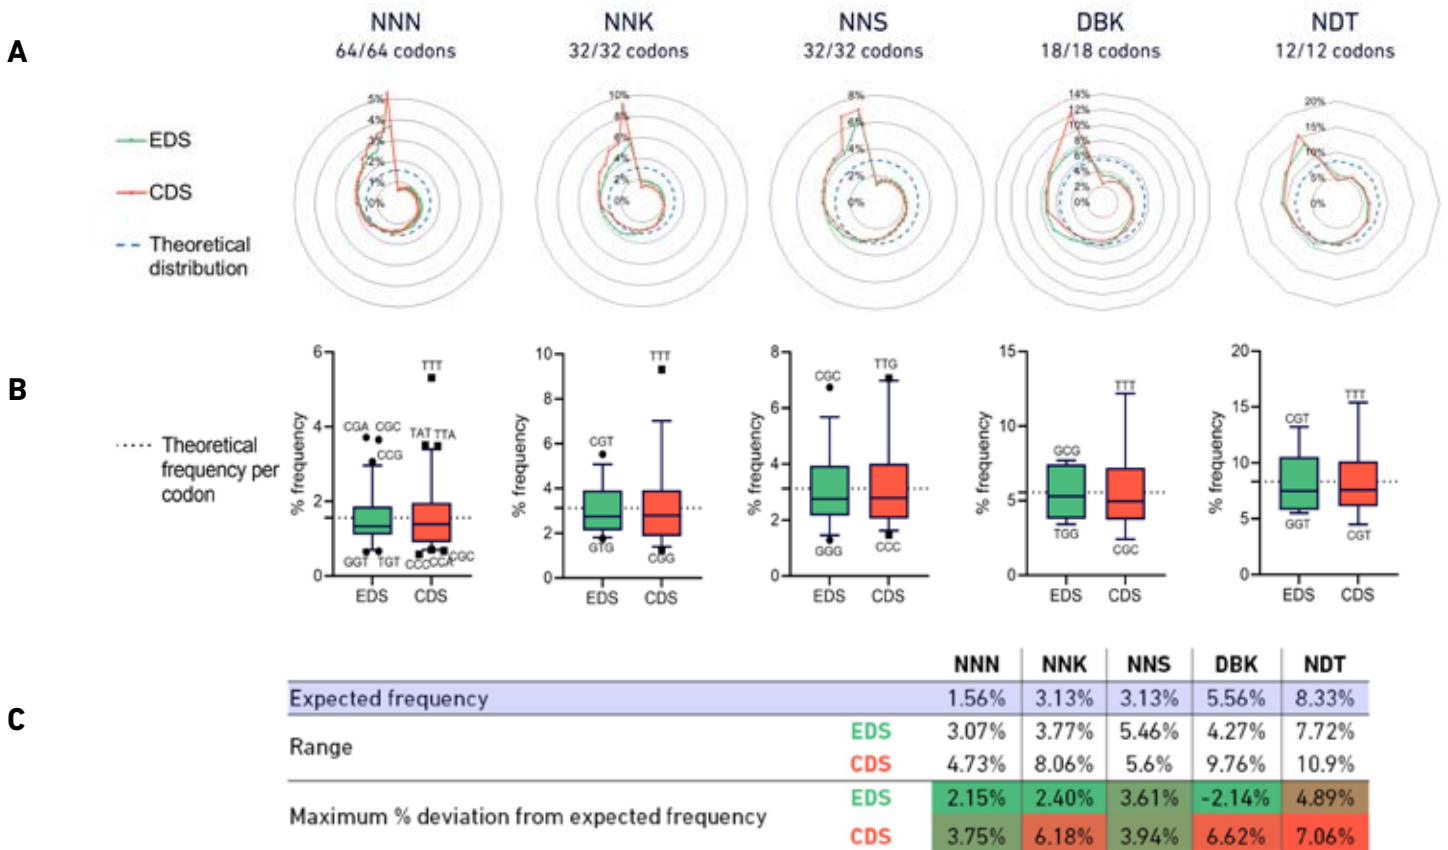 A
NNN NNK NNS DBK NDT
64/64 codons 32/32 codons 32/32 codons 18/18 codons 12/12 codons
EDS
CDS
Theoretical
distribution
5% 4% 3% 2% 1% 0%
10% 8% 6% 4% 2% 0%
8% 6% 4% 2% 0%
14% 12% 10% 8% 6% 4% 2% 0%
20% 15% 10% 5% 0%
B
Theoretical
frequency per
codon
% frequency
6
4
2
0
TTT
CGA CGC
CCG
TAT TTA
GGT TGT CCC CCA CGC
EDS CDS
% frequency
10
8
6
4
2
0
TTT
CGT
GTG
CGG
EDS CDS
% frequency
8
6
4
2
0
CGC
TTG
GGG
CCC
EDS CDS
% frequency
15
10
5
0
TTT
GCG
TGG
CGC
EDS CDS
% frequency
20
15
10
5
0
TTT
CGT
GGT
CGT
EDS CDS
C
NNN NNK NNS DBK NDT
Expected frequency 1.56% 3.13% 3.13% 5.56% 8.33%
Range
EDS 3.07% 3.77% 5.46% 4.27% 7.72%
CDS 4.73% 8.06% 5.6% 9.76% 10.9%
Maximum % deviation from expected frequency
EDS 2.15% 2.40% 3.61% -2.14% 4.89%
CDS 3.75% 6.18% 3.94% 6.62% 7.06%